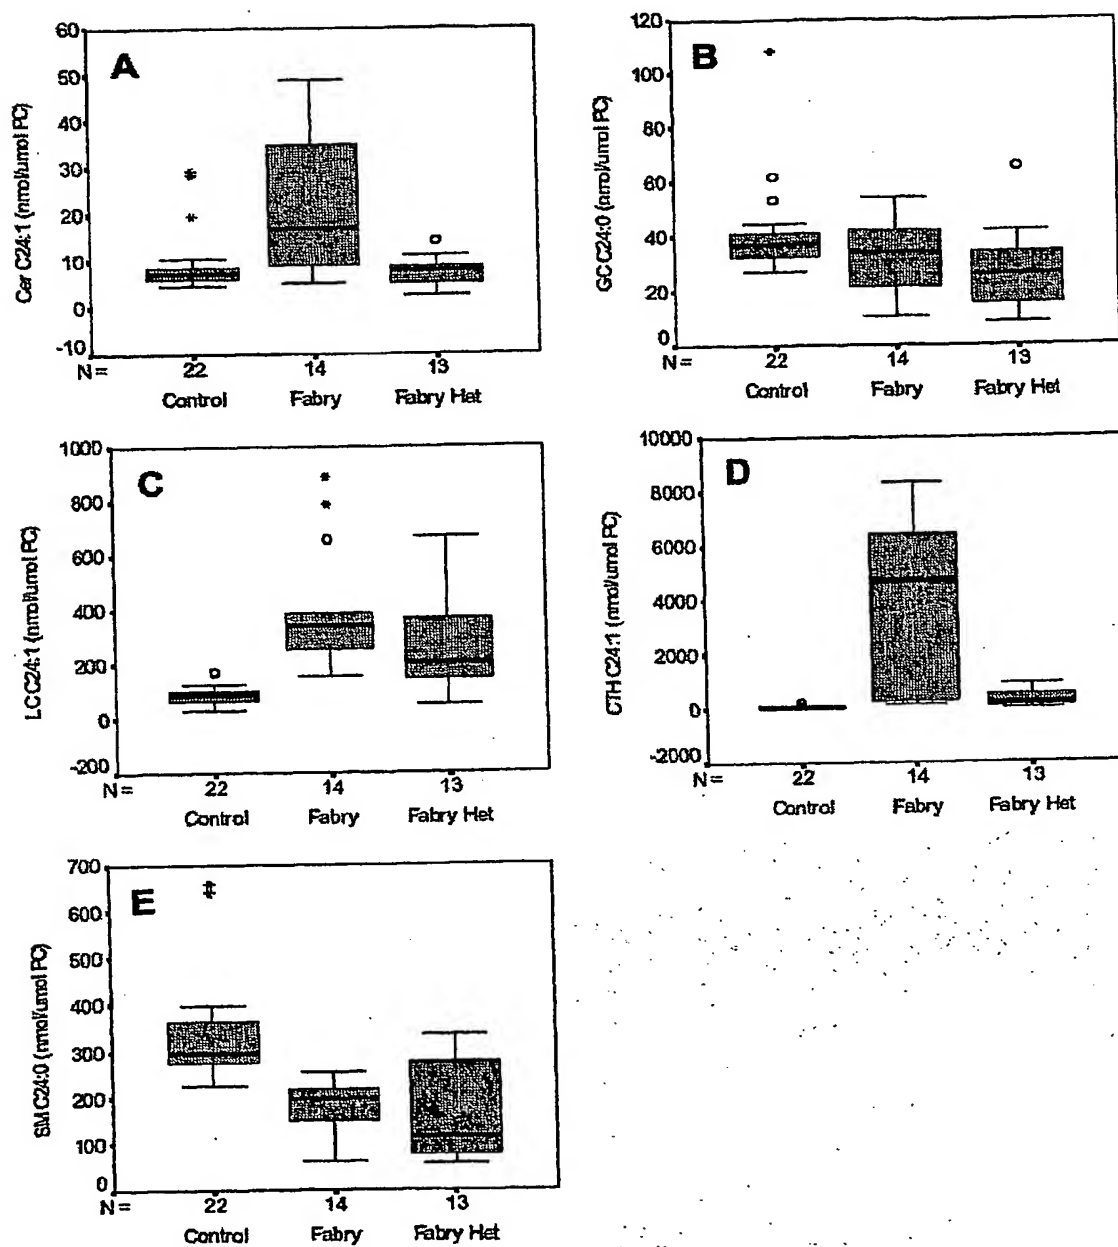 A
Cer C24:1 (nmol/umol PC)
60
50
40
30
20
10
0
-10
N = 22 14 13
Control Fabry Fabry Het
B
GC C24:0 (nmol/umol PC)
120
100
80
60
40
20
0
N = 22 14 13
Control Fabry Fabry Het
C
LC C24:1 (nmol/umol PC)
1000
800
600
400
200
0
-200
N = 22 14 13
Control Fabry Fabry Het
D
CTH C24:1 (nmol/umol PC)
10000
8000
6000
4000
2000
0
-2000
N = 22 14 13
Control Fabry Fabry Het
E
SM C24:0 (nmol/umol PC)
700
600
500
400
300
200
100
0
N = 22 14 13
Control Fabry Fabry Het